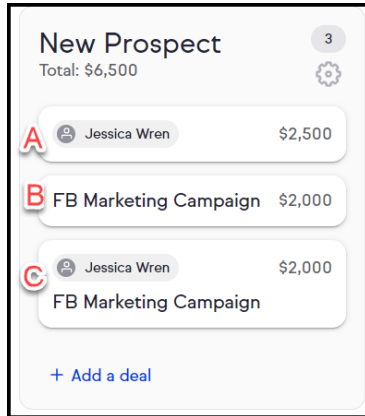 New Prospect 3
Total: $6,500
A Jessica Wren $2,500
B FB Marketing Campaign $2,000
C Jessica Wren $2,000
FB Marketing Campaign
+ Add a deal